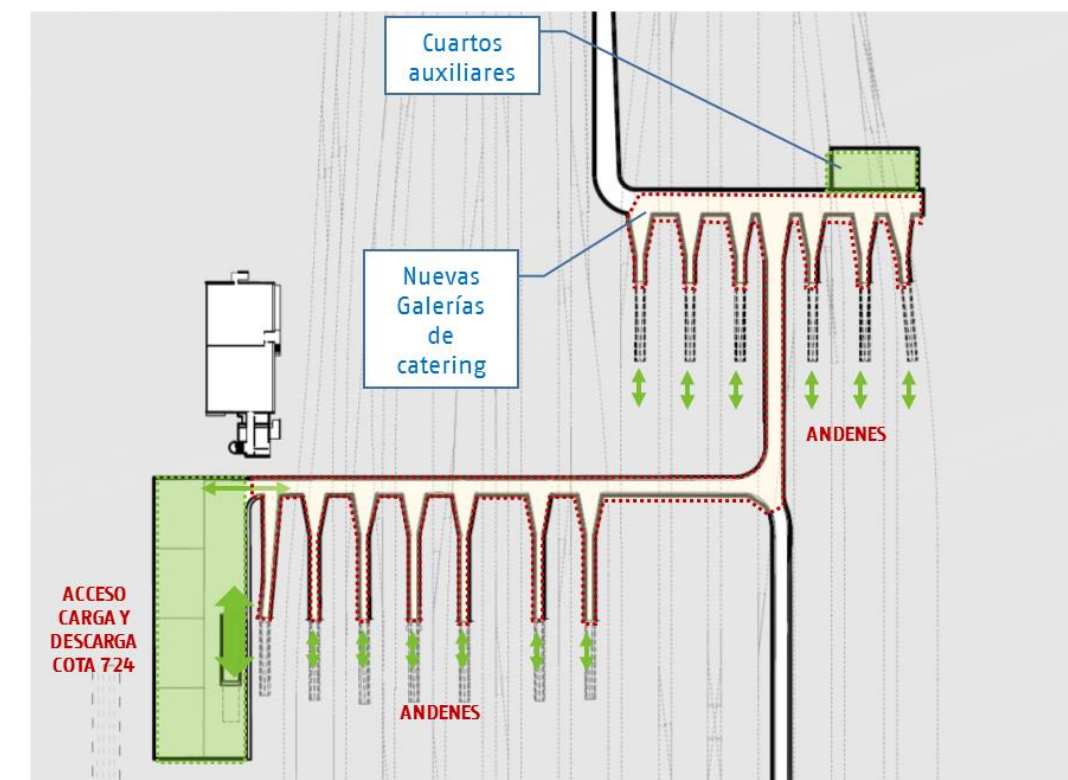 Cuartos
auxiliares
Nuevas
Galerías
de
catering
ANDENES
ACCESO
CARGA Y
DESCARGA
COTA 724
ANDENES